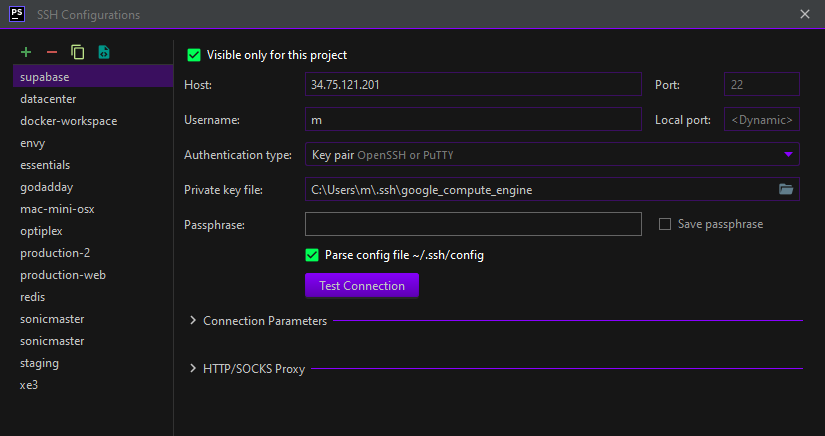 PS SSH Configurations
supabase
datacenter
docker-workspace
envy
essentials
godadday
mac-mini-osx
optiplex
production-2
production-web
redis
sonicmaster
sonicmaster
staging
xe3
Visible only for this project
Host: 34.75.121.201 Port: 22
Username: m Local port: <Dynamic>
Authentication type: Key pair OpenSSH or PuTTY
Private key file: C:\Users\m\.ssh\google_compute_engine
Passphrase: Save passphrase
Parse config file ~/.ssh/config
Test Connection
Connection Parameters
HTTP/SOCKS Proxy